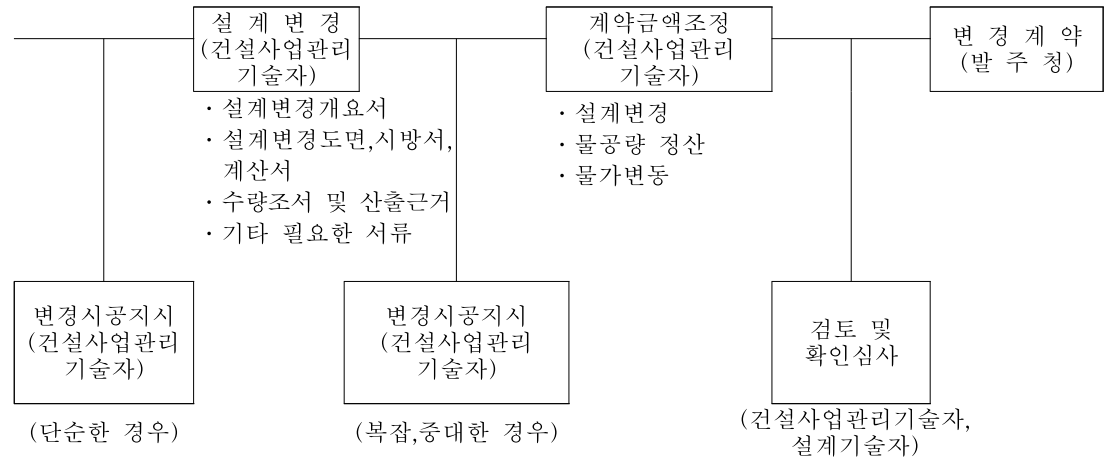 설 계 변 경
(건설사업관리
기술자)
· 설계변경개요서
· 설계변경도면,시방서,
계산서
· 수량조서 및 산출근거
· 기타 필요한 서류
계약금액조정
(건설사업관리
기술자)
· 설계변경
· 물공량 정산
· 물가변동
변 경 계 약
(발 주 청)
변경시공지시
(건설사업관리
기술자)
(단순한 경우)
변경시공지시
(건설사업관리
기술자)
(복잡,중대한 경우)
검토 및
확인심사
(건설사업관리기술자,
설계기술자)